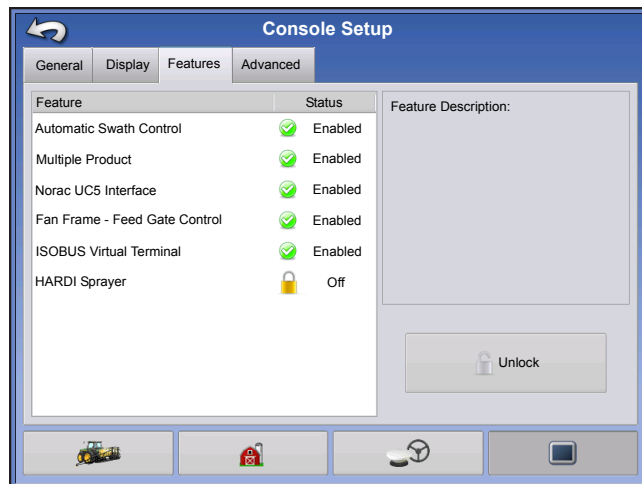 Console Setup
General Display Features Advanced
Feature Status
Automatic Swath Control Enabled
Multiple Product Enabled
Norac UC5 Interface Enabled
Fan Frame - Feed Gate Control Enabled
ISOBUS Virtual Terminal Enabled
HARDI Sprayer Off
Feature Description:
Unlock